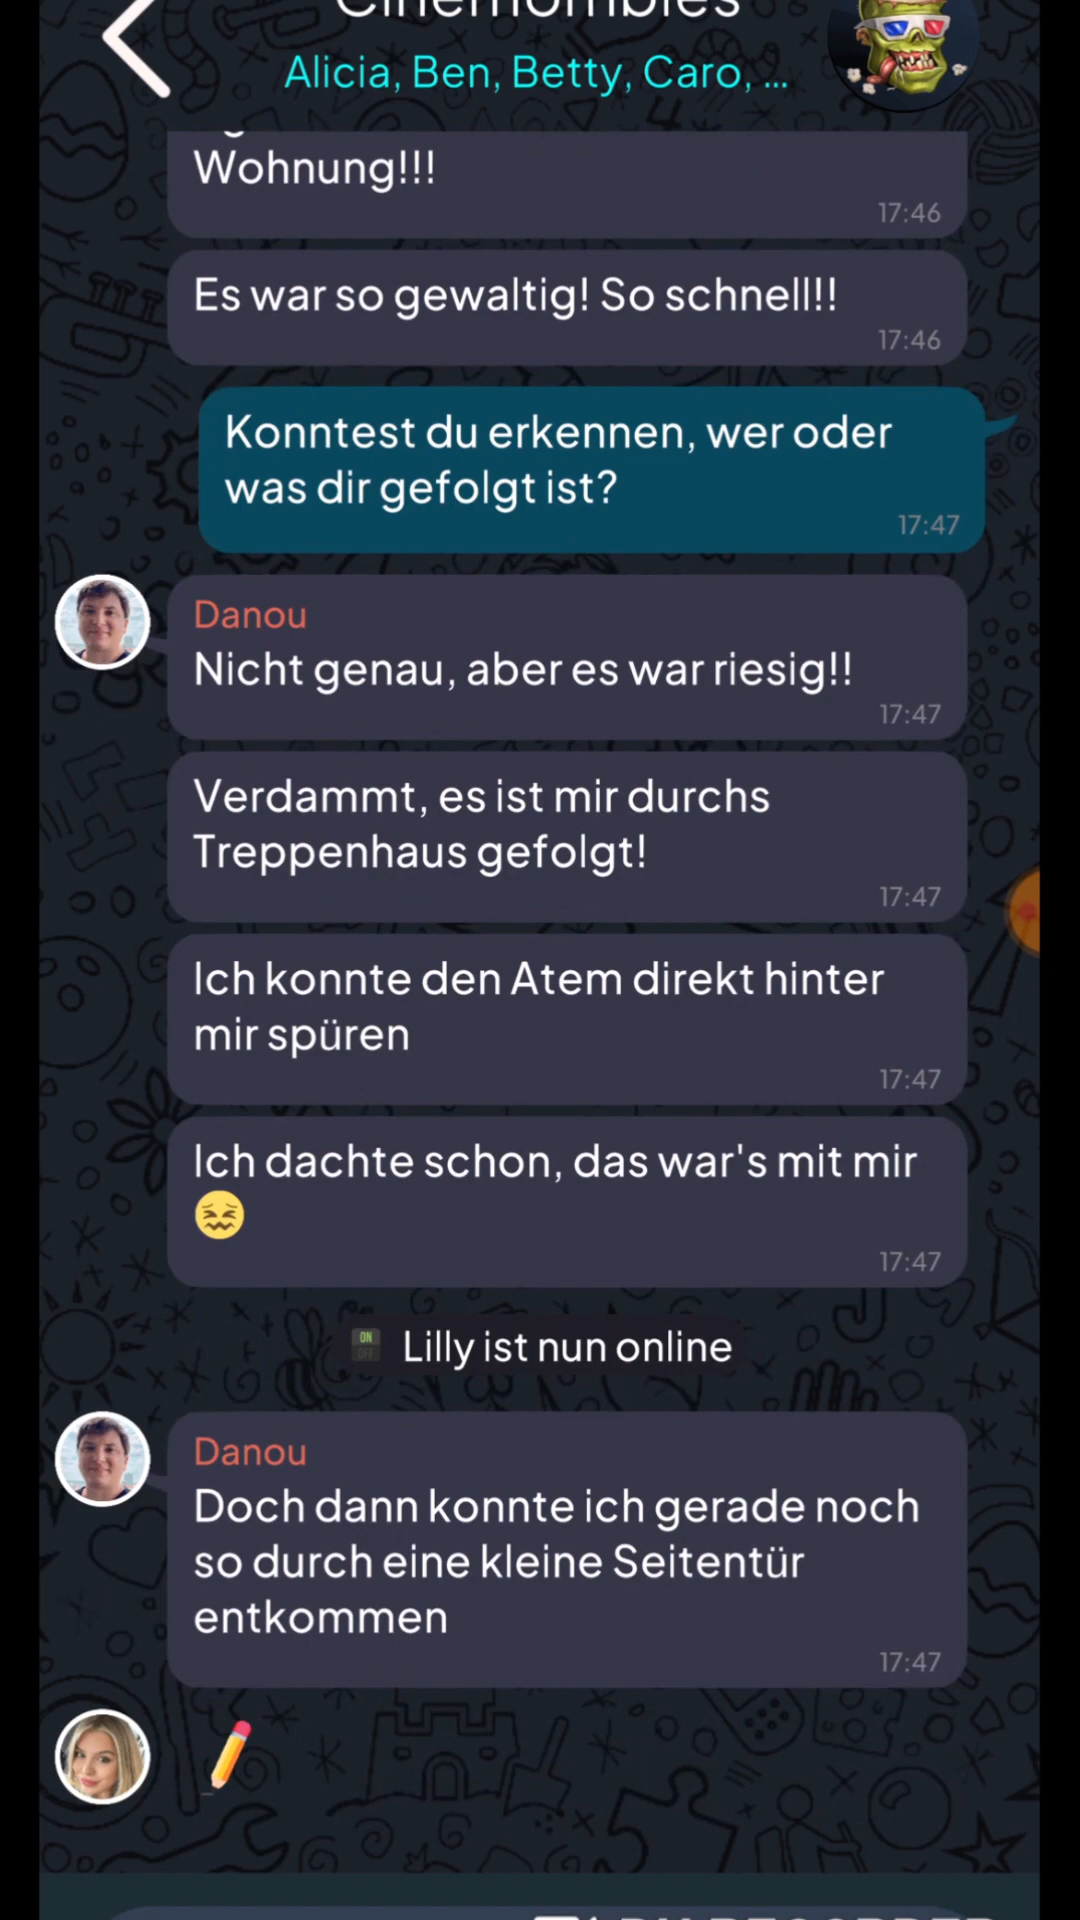 Cinemombies
Alicia, Ben, Betty, Caro, ...
Wohnung!!!
17:46
Es war so gewaltig! So schnell!!
17:46
Konntest du erkennen, wer oder
was dir gefolgt ist?
17:47
Danou
Nicht genau, aber es war riesig!!
17:47
Verdammt, es ist mir durchs
Treppenhaus gefolgt!
17:47
Ich konnte den Atem direkt hinter
mir spüren
17:47
Ich dachte schon, das war's mit mir
😖
17:47
ON
OFF
Lilly ist nun online
Danou
Doch dann konnte ich gerade noch
so durch eine kleine Seitentür
entkommen
17:47